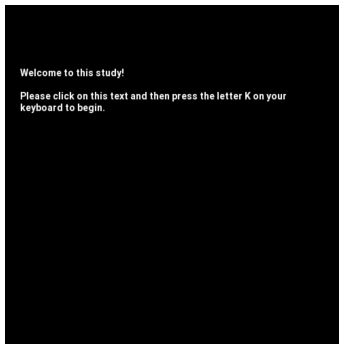 Welcome to this study!
Please click on this text and then press the letter K on your
keyboard to begin.